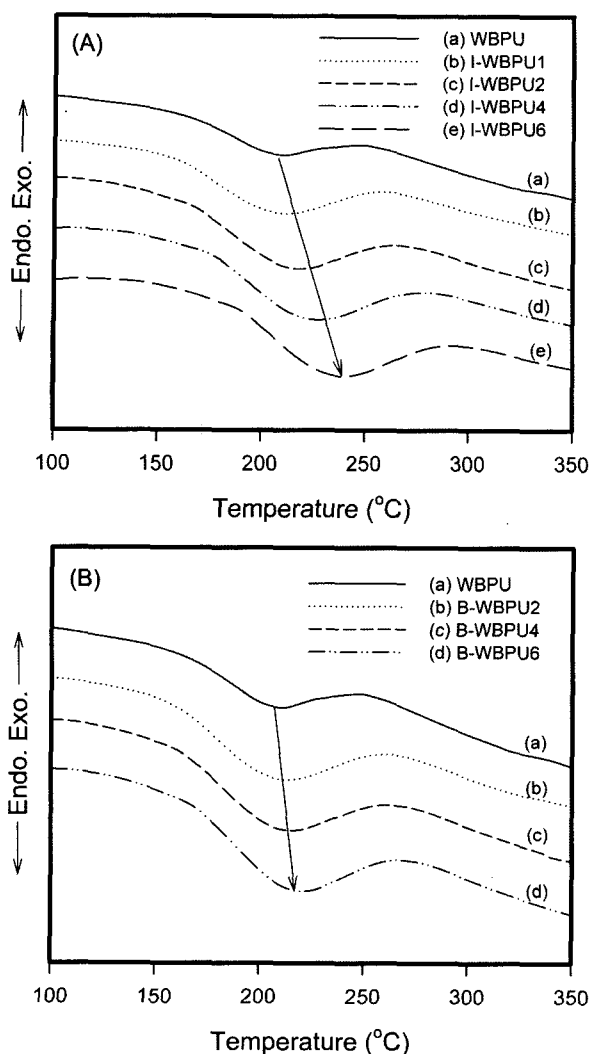 (A)
(a) WBPU
(b) I-WBPU1
(c) I-WBPU2
(d) I-WBPU4
(e) I-WBPU6
Endo. Exo.
(a)
(b)
(c)
(d)
(e)
100 150 200 250 300 350
Temperature (°C)
(B)
(a) WBPU
(b) B-WBPU2
(c) B-WBPU4
(d) B-WBPU6
Endo. Exo.
(a)
(b)
(c)
(d)
100 150 200 250 300 350
Temperature (°C)